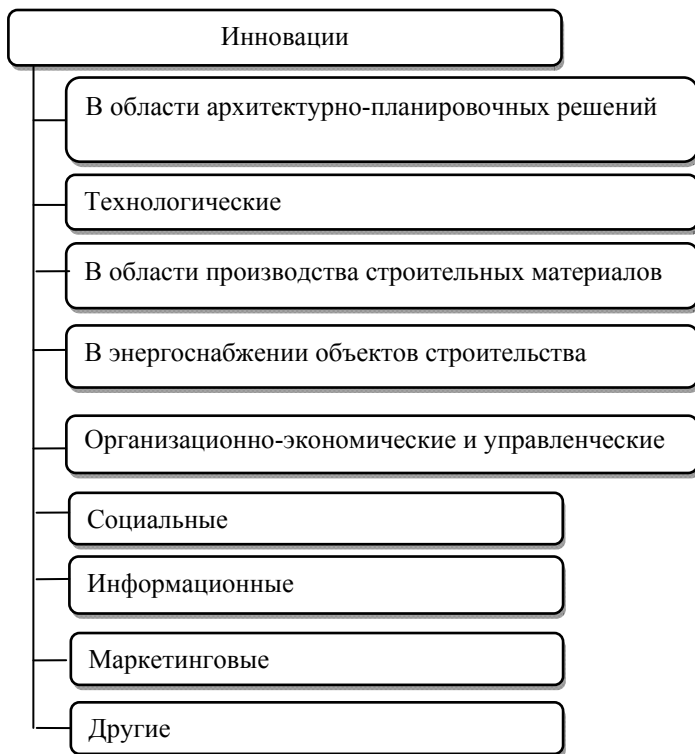 Инновации
В области архитектурно-планировочных решений
Технологические
В области производства строительных материалов
В энергоснабжении объектов строительства
Организационно-экономические и управленческие
Социальные
Информационные
Маркетинговые
Другие